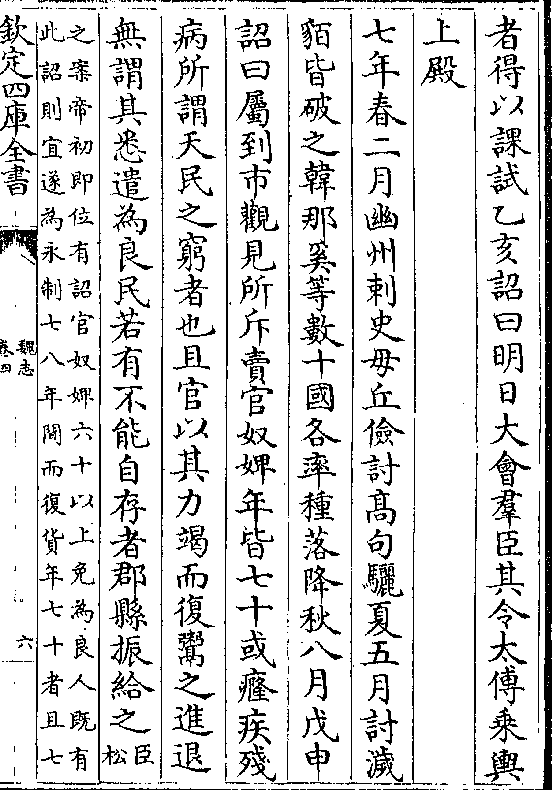 者得以課試乙亥詔曰明日大會羣臣其令太傅乗輿
上殿
七年春二月幽州刺史毋丘儉討髙句驪夏五月討濊
貊皆破之韓那奚等數十國各率種落降秋八月戊申
詔曰屬到市觀見所斥賣官奴婢年皆七十或癃疾殘
病所謂天民之窮者也且官以其力竭而復鬻之進退
無謂其悉遣為良民若有不能自存者郡縣振給之臣
松
之案帝初即位有詔官奴婢六十以上免為良人既有
此詔則宜遂為永制七八年間而復貨年七十者且七
欽定四庫全書
魏志
卷四
六